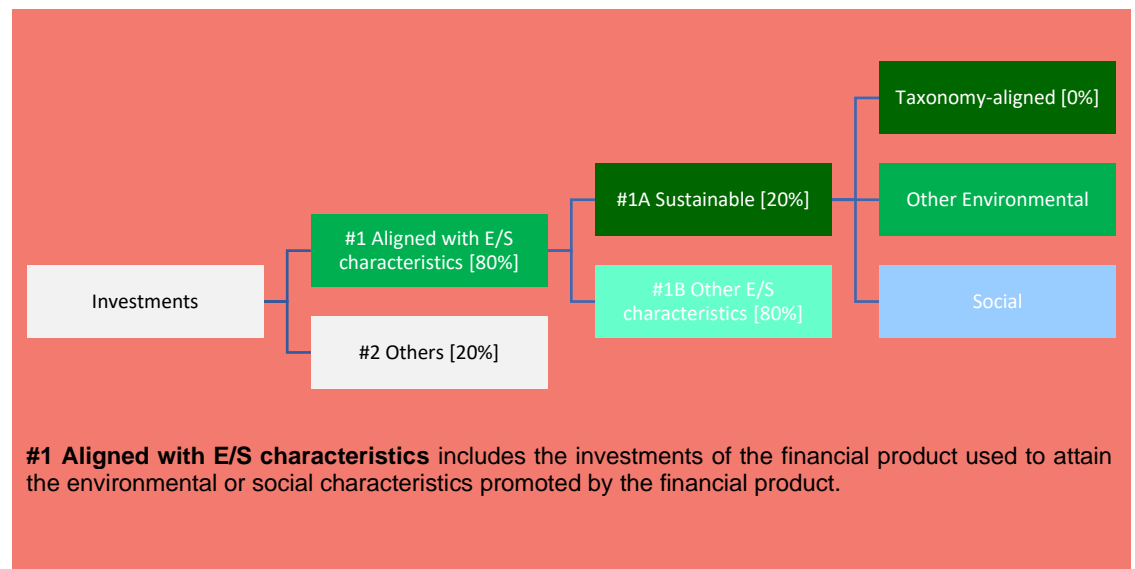 Investments
#1 Aligned with E/S
characteristics [80%]
#2 Others [20%]
#1A Sustainable [20%]
#1B Other E/S
characteristics [80%]
Taxonomy-aligned [0%]
Other Environmental
Social
#1 Aligned with E/S characteristics includes the investments of the financial product used to attain
the environmental or social characteristics promoted by the financial product.